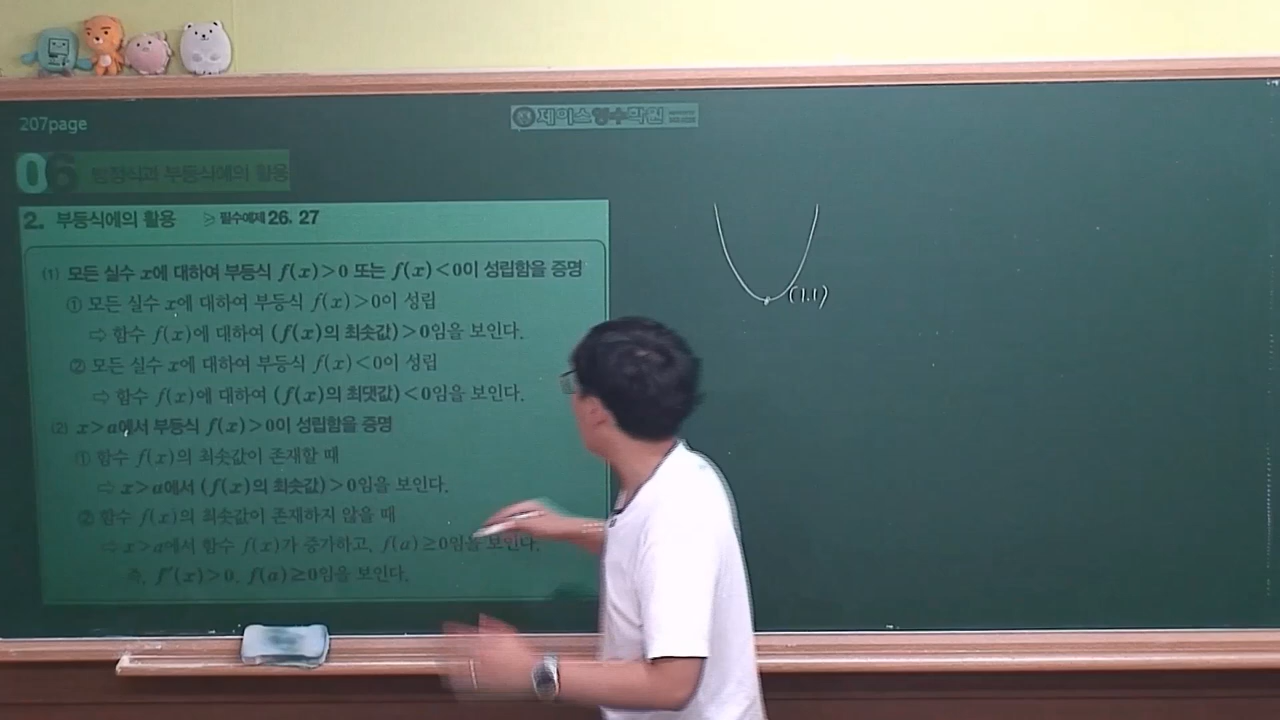 207page
제이스영수학원
06 방정식과 부등식에의 활용
2. 부등식에의 활용 ≥ 필수예제 26, 27
(1) 모든 실수 x에 대하여 부등식 f(x)>0 또는 f(x)<0이 성립함을 증명
① 모든 실수 x에 대하여 부등식 f(x)>0이 성립
⇨ 함수 f(x)에 대하여 (f(x)의 최솟값)>0임을 보인다.
② 모든 실수 x에 대하여 부등식 f(x)<0이 성립
⇨ 함수 f(x)에 대하여 (f(x)의 최댓값)<0임을 보인다.
(2) x>a에서 부등식 f(x)>0이 성립함을 증명
① 함수 f(x)의 최솟값이 존재할 때
⇨ x>a에서 (f(x)의 최솟값)>0임을 보인다.
② 함수 f(x)의 최솟값이 존재하지 않을 때
⇨ x>a에서 함수 f(x)가 증가하고, f(a)≥0임을 보인다.
즉, f'(x)>0, f(a)≥0임을 보인다.
(1.1)